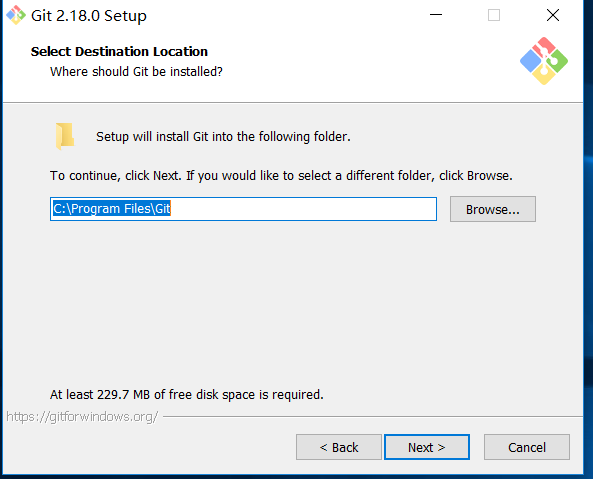 Git 2.18.0 Setup
Select Destination Location
Where should Git be installed?
Setup will install Git into the following folder.
To continue, click Next. If you would like to select a different folder, click Browse.
C:\Program Files\Git
Browse...
At least 229.7 MB of free disk space is required.
https://gitforwindows.org/
< Back
Next >
Cancel